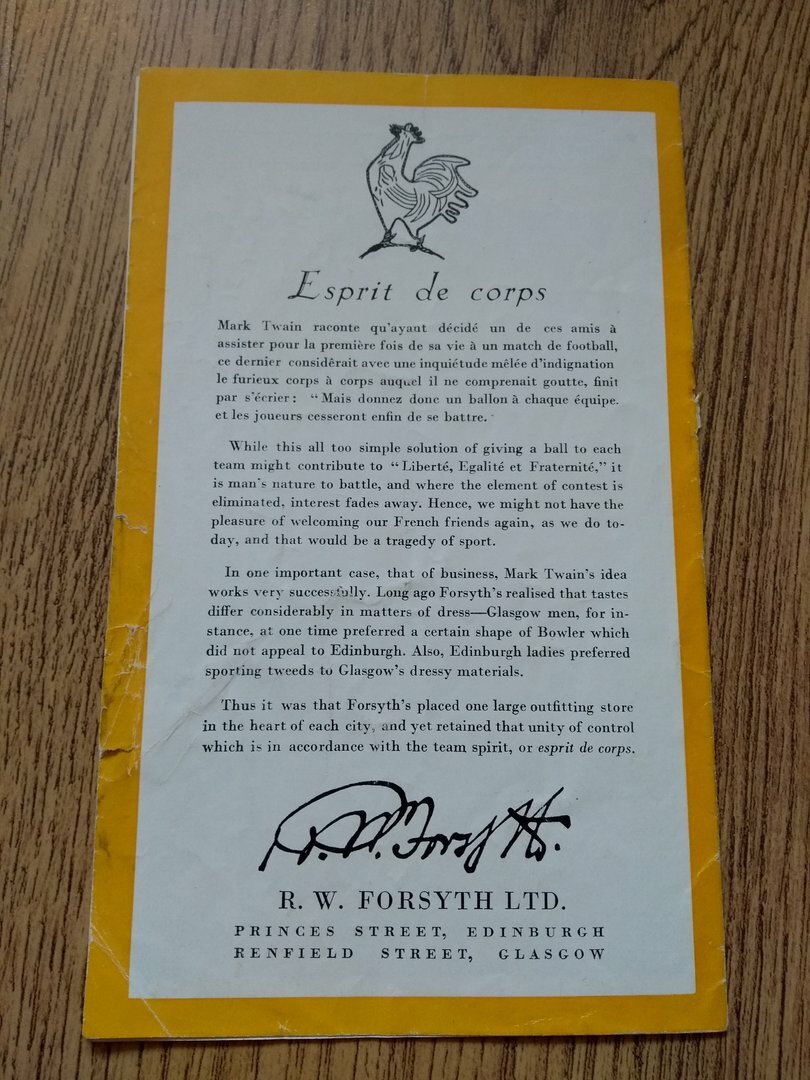 Esprit de corps
Mark Twain raconte qu'ayant décidé un de ces amis à
assister pour la première fois de sa vie à un match de football,
ce dernier considêrait avec une inquiétude mêlée d'indignation
le furieux corps à corps auquel il ne comprenait goutte, finit
par s'écrier : "Mais donnez donc un ballon à chaque équipe.
et les joueurs cesseront enfin de se battre.
While this all too simple solution of giving a ball to each
team might contribute to "Liberté, Egalité et Fraternité," it
is man's nature to battle, and where the element of contest is
eliminated, interest fades away. Hence, we might not have the
pleasure of welcoming our French friends again, as we do to-
day, and that would be a tragedy of sport.
In one important case, that of business, Mark Twain's idea
works very successfully. Long ago Forsyth's realised that tastes
differ considerably in matters of dress—Glasgow men, for in-
stance, at one time preferred a certain shape of Bowler which
did not appeal to Edinburgh. Also, Edinburgh ladies preferred
sporting tweeds to Glasgow's dressy materials.
Thus it was that Forsyth's placed one large outfitting store
in the heart of each city, and yet retained that unity of control
which is in accordance with the team spirit, or esprit de corps.
R. W. Forsyth Ltd.
R. W. FORSYTH LTD.
PRINCES STREET, EDINBURGH
RENFIELD STREET, GLASGOW